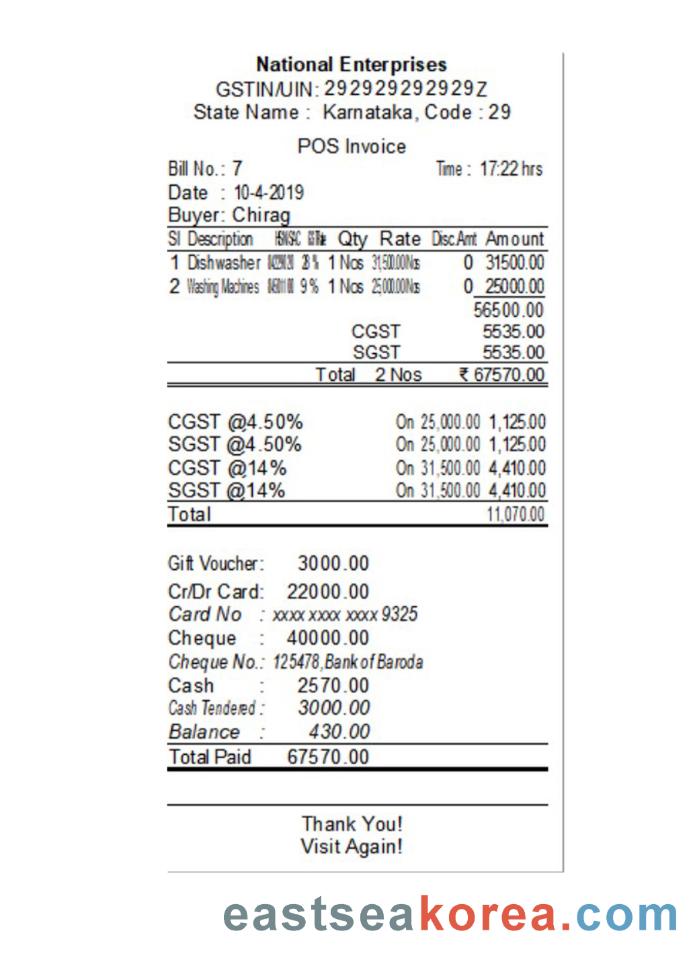 National Enterprises
GSTIN/UIN: 292929292929Z
State Name : Karnataka, Code : 29
POS Invoice
Bill No.: 7 Time : 17:22 hrs
Date : 10-4-2019
Buyer: Chirag
Sl Description HSN/SAC Qty Rate Disc Amt Amount
1 Dishwasher 28 % 1 Nos 31,500.00/Nos 0 31500.00
2 Washing Machines 9 % 1 Nos 25,000.00/Nos 0 25000.00
56500.00
CGST 5535.00
SGST 5535.00
Total 2 Nos ₹ 67570.00
CGST @4.50% On 25,000.00 1,125.00
SGST @4.50% On 25,000.00 1,125.00
CGST @14% On 31,500.00 4,410.00
SGST @14% On 31,500.00 4,410.00
Total 11,070.00
Gift Voucher: 3000.00
Cr/Dr Card: 22000.00
Card No : xxxx xxxx xxxx 9325
Cheque : 40000.00
Cheque No.: 125478,Bank of Baroda
Cash : 2570.00
Cash Tendered : 3000.00
Balance : 430.00
Total Paid 67570.00
Thank You!
Visit Again!
eastseakorea.com